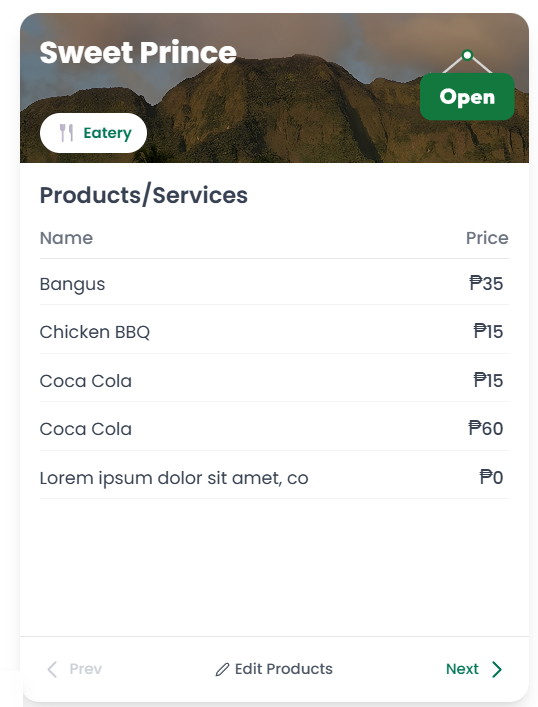 Sweet Prince
Open
Eatery
Products/Services
Name Price
Bangus ₱35
Chicken BBQ ₱15
Coca Cola ₱15
Coca Cola ₱60
Lorem ipsum dolor sit amet, co ₱0
Prev Edit Products Next